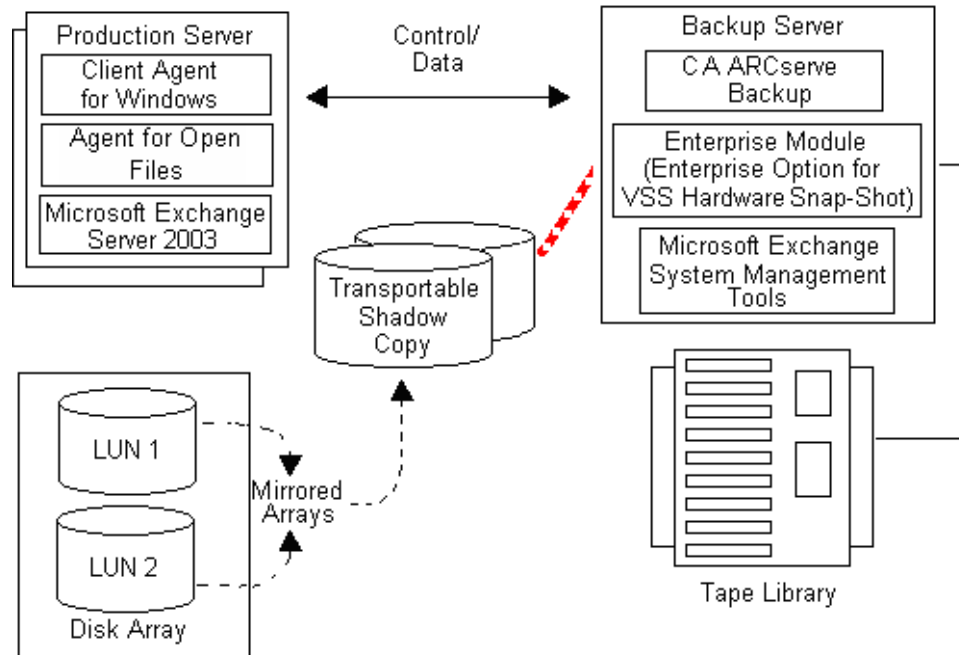 Production Server
Client Agent
for Windows
Agent for Open
Files
Microsoft Exchange
Server 2003
Control/
Data
Backup Server
CA ARCserve
Backup
Enterprise Module
(Enterprise Option for
VSS Hardware Snap-Shot)
Microsoft Exchange
System Management
Tools
Transportable
Shadow
Copy
LUN 1
LUN 2
Disk Array
Mirrored
Arrays
Tape Library